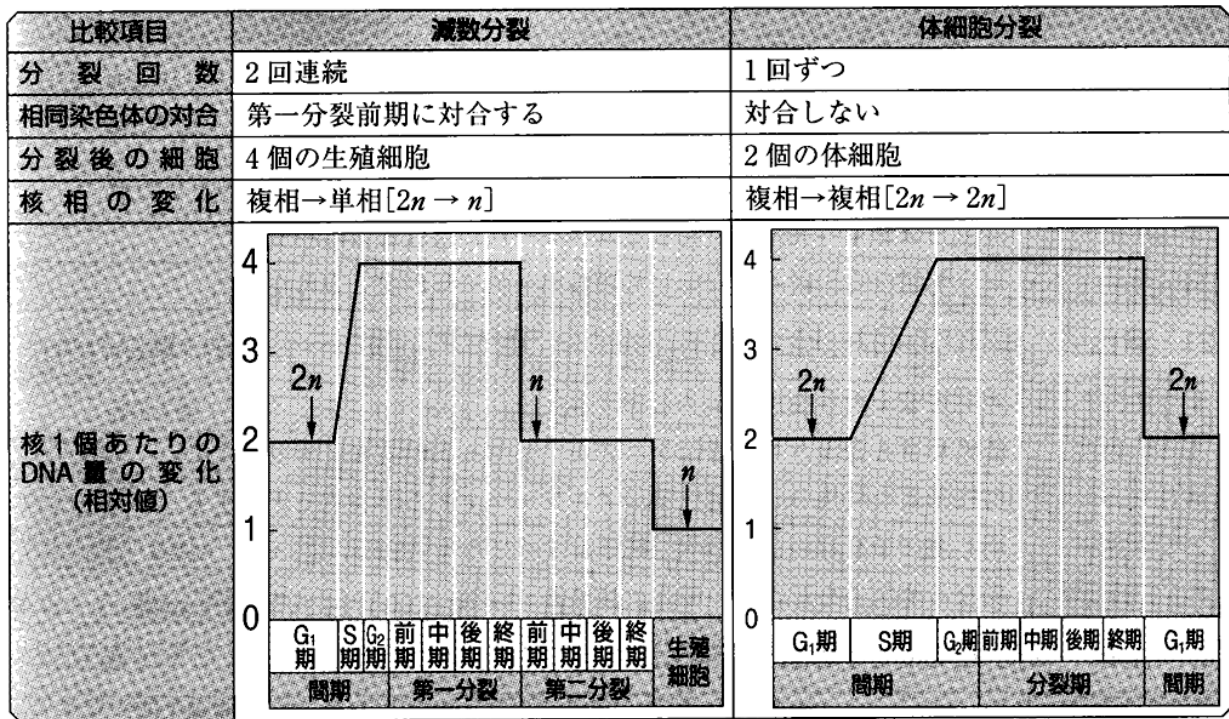 比較項目 減数分裂 体細胞分裂
分裂回数 2回連続 1回ずつ
相同染色体の対合 第一分裂前期に対合する 対合しない
分裂後の細胞 4個の生殖細胞 2個の体細胞
核相の変化 複相→単相[2n → n] 複相→複相[2n → 2n]
核1個あたりの
DNA量の変化
(相対値)
4
3
2
1
0
2n
n
n
G₁期 S期 G₂期 前期 中期 後期 終期 前期 中期 後期 終期 生殖細胞
間期 第一分裂 第二分裂
4
3
2
1
0
2n
2n
G₁期 S期 G₂期 前期 中期 後期 終期 G₁期
間期 分裂期 間期